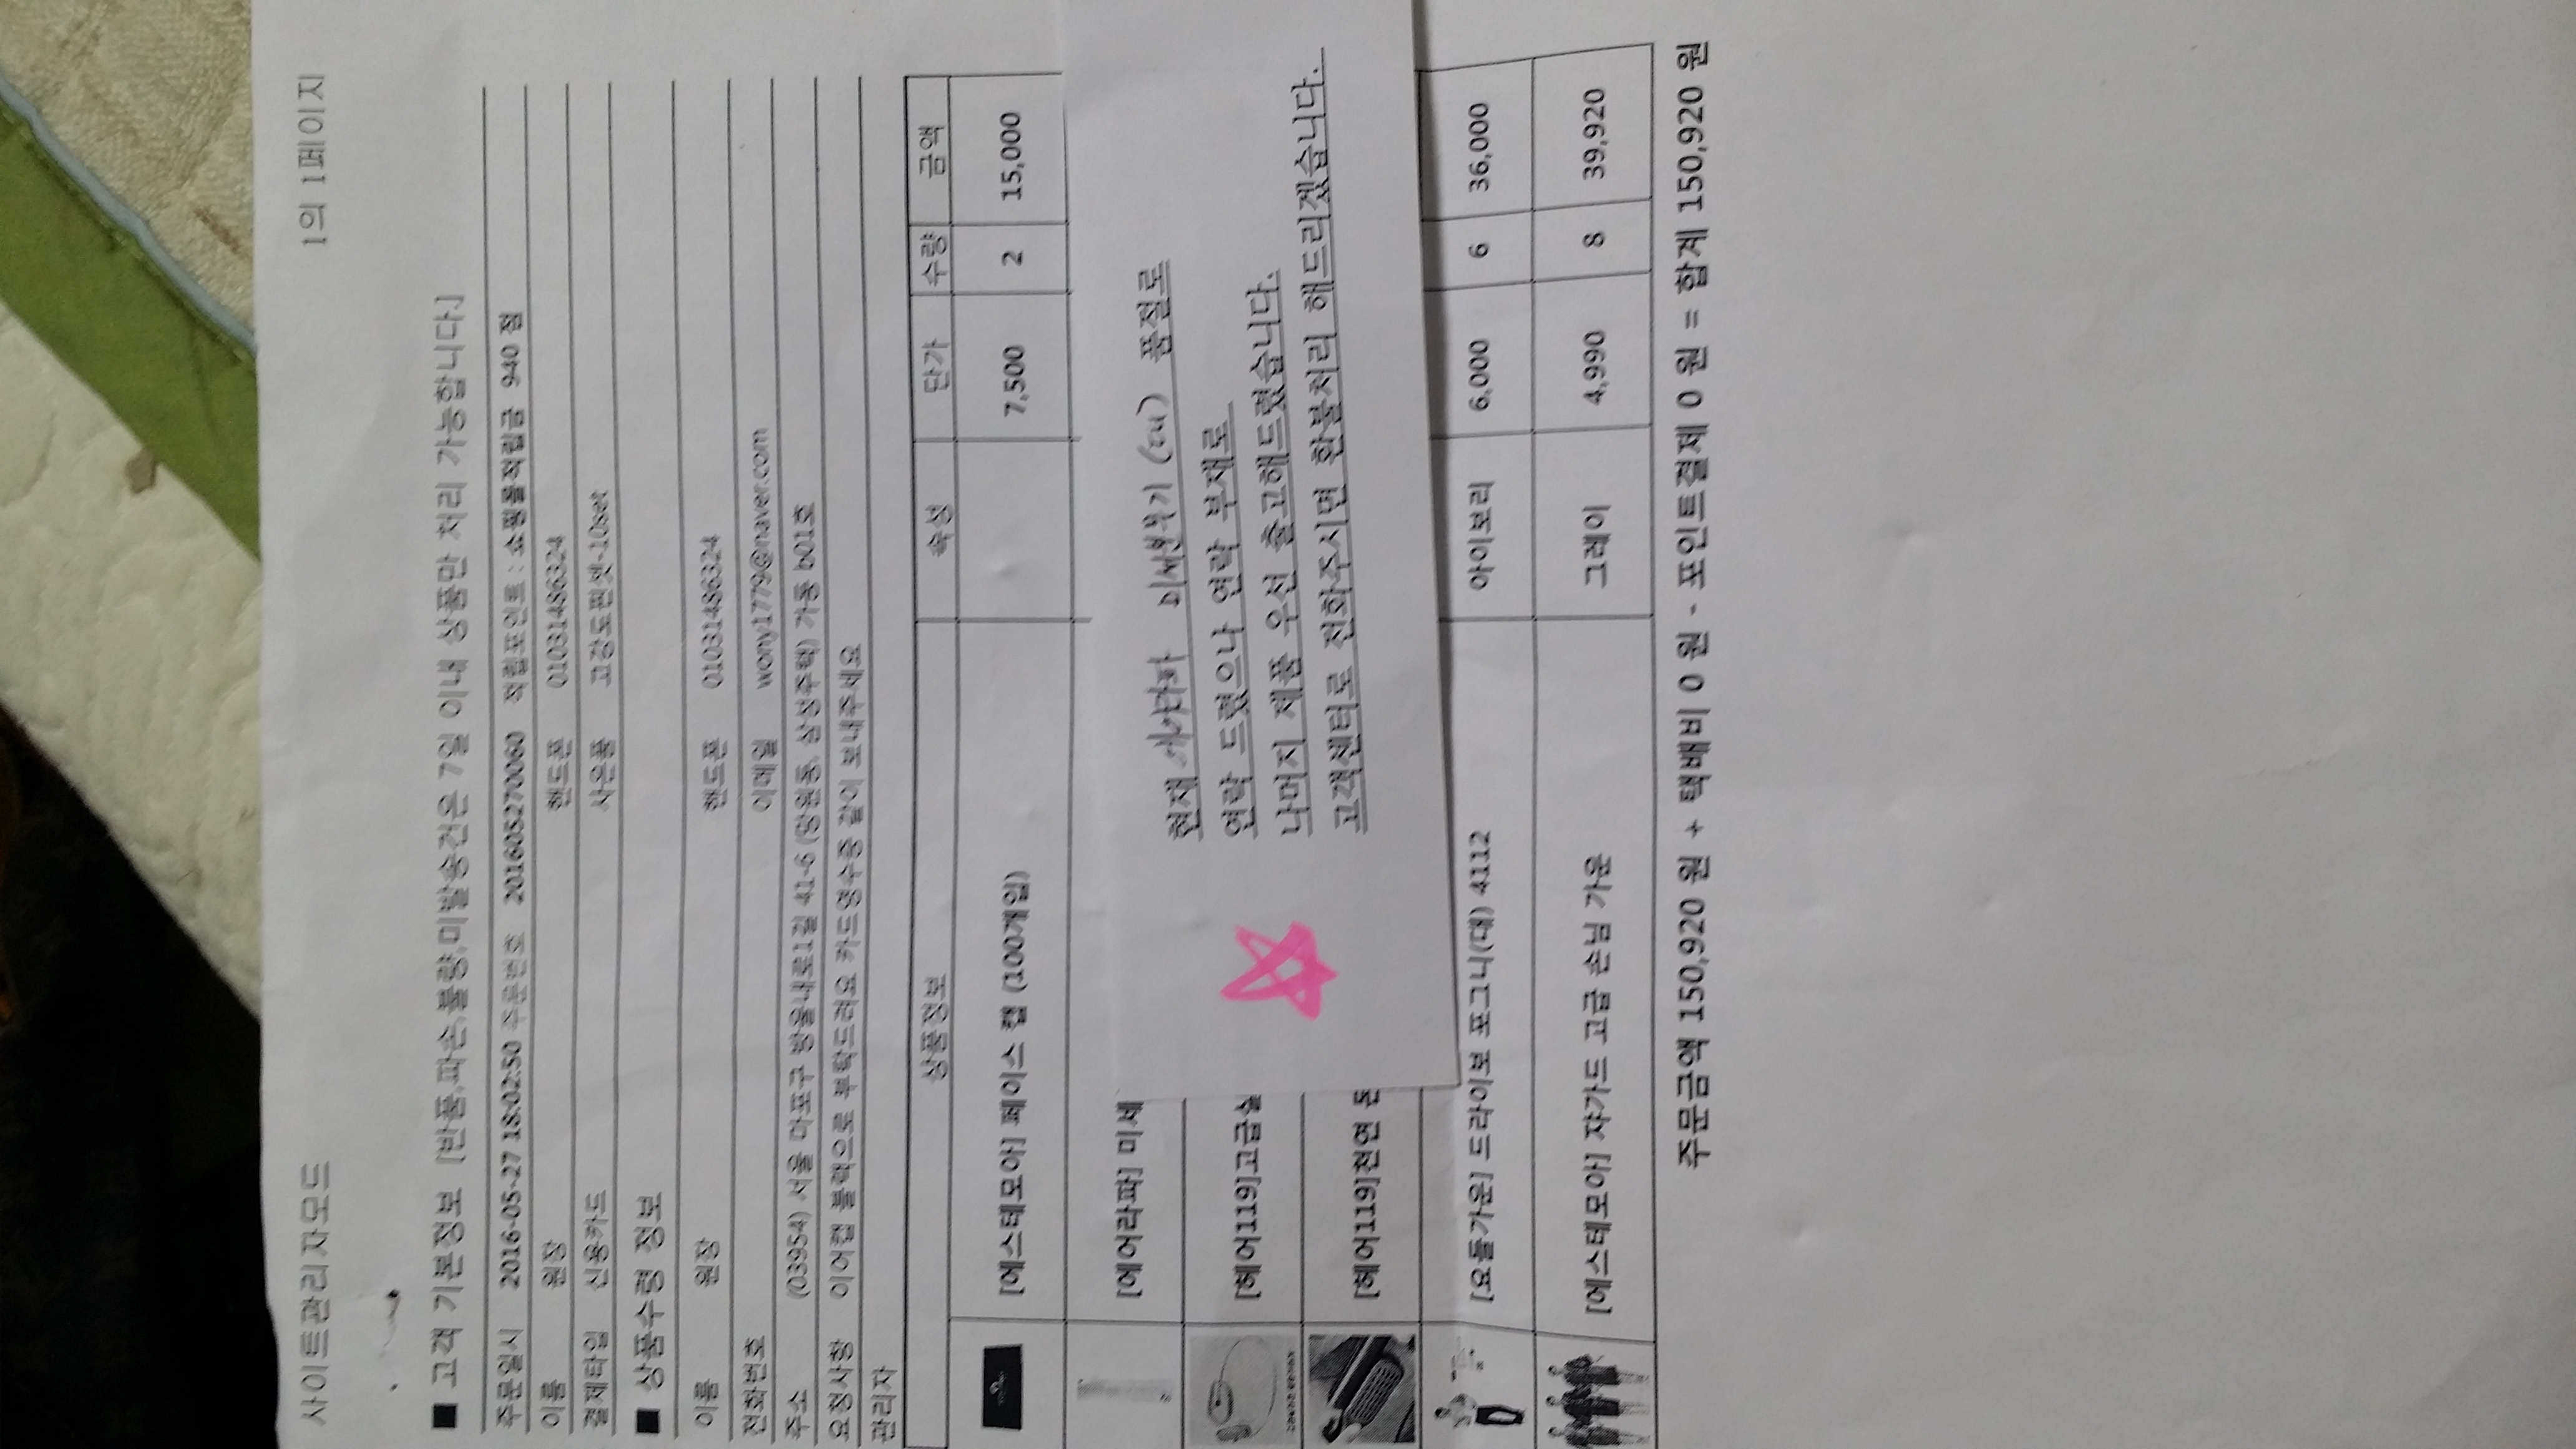 사이트관리자모드 1의 1페이지
■ 고객 기본정보 [반품,파손,불량,미발송건은 7일 이내 상품만 처리 가능합니다.]
주문일시 2016-05-27 18:02:50 주문번호 201605270060 적립포인트 : 쇼핑몰적립금 940 점
이름 원장 핸드폰 01031486324
결제타입 신용카드 사은품 고강도핀셋-10set
■ 상품수령 정보
이름 원장 핸드폰 01031486324
전화번호 이메일 wony1779@naver.com
주소 (03954) 서울 마포구 방울내로1길 41-6 (망원동, 삼성주택) 가동 b01호
요청사항 이어캡 블랙으로 부탁드려요 카드영수증 같이 보내주세요
관리자
상품정보 속성 단가 수량 금액
[에스테모아] 페이스 랩 (100개입) 7,500 2 15,000
[에어라파] 미세
[헤어119]고급실
[헤어119]천연
현재 미세분무기 (대) 품절로
연락 드렸으나 연락 부재로
나머지 제품 우선 출고해드렸습니다.
고객센터로 전화주시면 환불처리 해드리겠습니다.
[요들가운] 드라이보 포그니(대) 4112 아이보리 6,000 6 36,000
[에스테모아] 자가드 고급 손님 가운 그레이 4,990 8 39,920
주문금액 150,920 원 + 택배비 0 원 - 포인트결제 0 원 = 합계 150,920 원